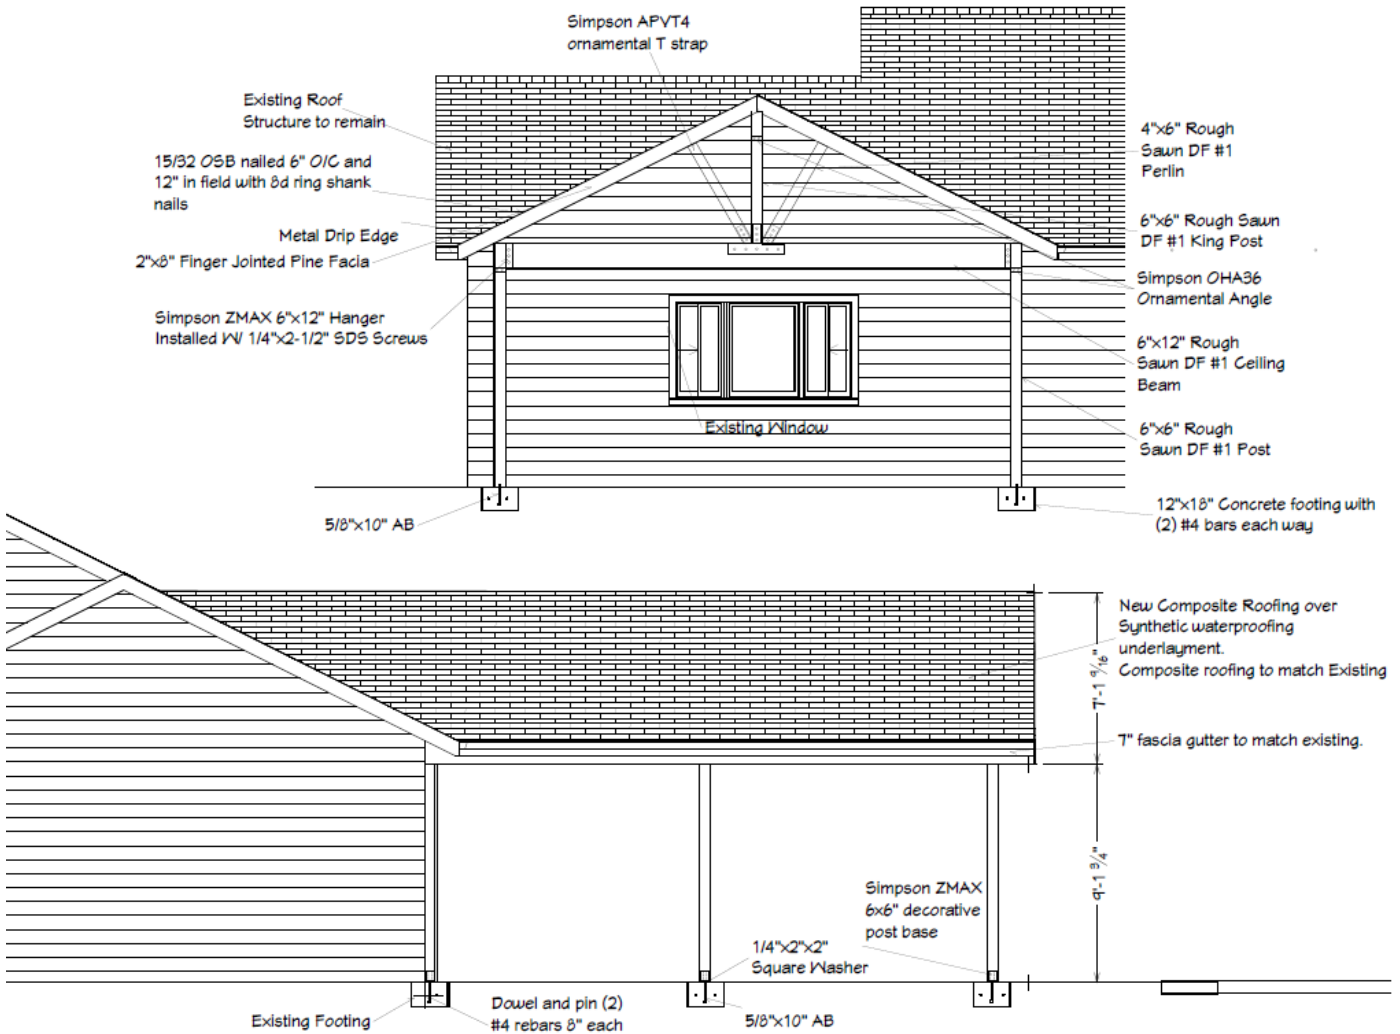 Simpson APVT4
ornamental T strap
Existing Roof
Structure to remain
15/32 OSB nailed 6" O/C and
12" in field with 8d ring shank
nails
Metal Drip Edge
2"x8" Finger Jointed Pine Facia
Simpson ZMAX 6"x12" Hanger
Installed W/ 1/4"x2-1/2" SDS Screws
4"x6" Rough
Sawn DF #1
Perlin
6"x6" Rough Sawn
DF #1 King Post
Simpson OHA36
Ornamental Angle
6"x12" Rough
Sawn DF #1 Ceiling
Beam
6"x6" Rough
Sawn DF #1 Post
Existing Window
5/8"x10" AB
12"x18" Concrete footing with
(2) #4 bars each way
New Composite Roofing over
Synthetic waterproofing
underlayment.
Composite roofing to match Existing
7'-1 9/16"
7" fascia gutter to match existing.
9'-1 3/4"
Simpson ZMAX
6x6" decorative
post base
1/4"x2"x2"
Square Washer
Existing Footing
Dowel and pin (2)
#4 rebars 8" each
5/8"x10" AB